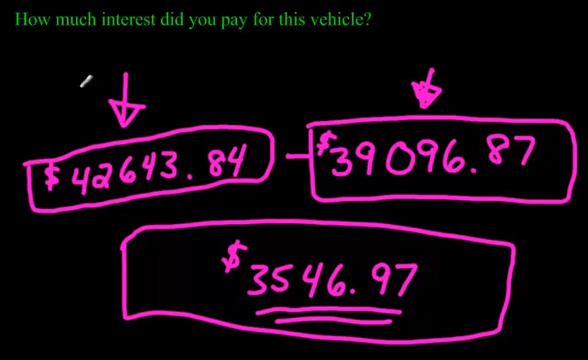 How much interest did you pay for this vehicle?
$42643.84 - $39096.87
$3546.97